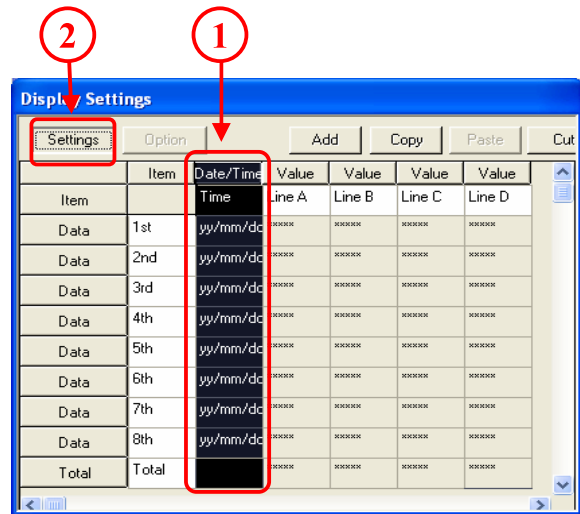 2 1
Display Settings
Settings Option Add Copy Paste Cut
Item Date/Time Value Value Value Value
Item Time Line A Line B Line C Line D
Data 1st yy/mm/dd ***** ***** ***** *****
Data 2nd yy/mm/dd ***** ***** ***** *****
Data 3rd yy/mm/dd ***** ***** ***** *****
Data 4th yy/mm/dd ***** ***** ***** *****
Data 5th yy/mm/dd ***** ***** ***** *****
Data 6th yy/mm/dd ***** ***** ***** *****
Data 7th yy/mm/dd ***** ***** ***** *****
Data 8th yy/mm/dd ***** ***** ***** *****
Total Total ***** ***** ***** *****